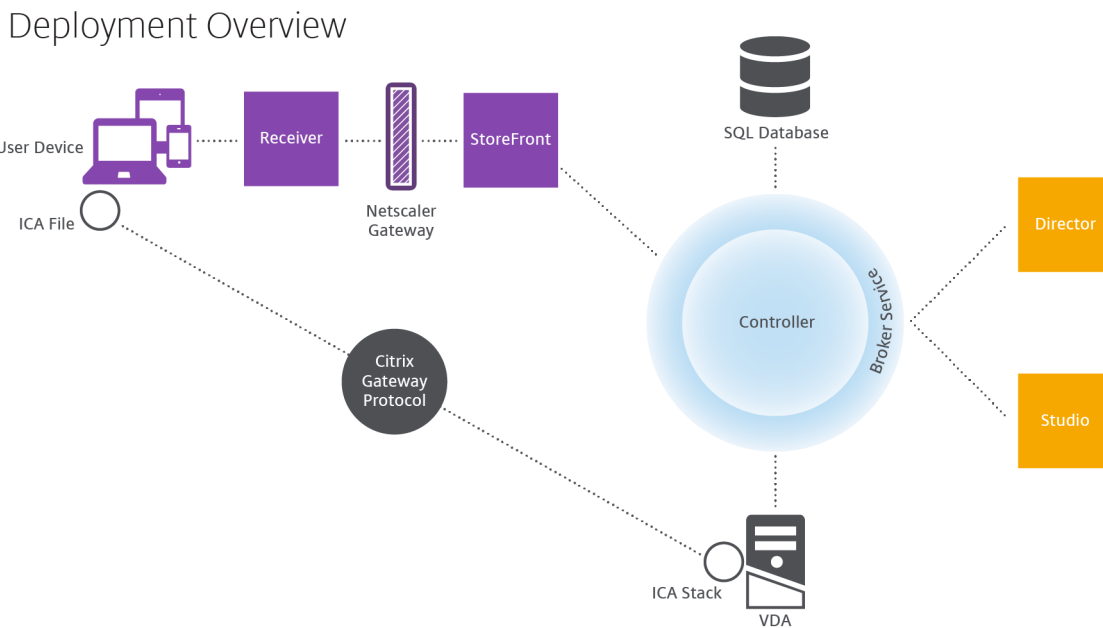 Deployment Overview
SQL Database
User Device
Receiver
StoreFront
Netscaler
Gateway
ICA File
Director
Controller
Broker Service
Citrix
Gateway
Protocol
Studio
ICA Stack
VDA